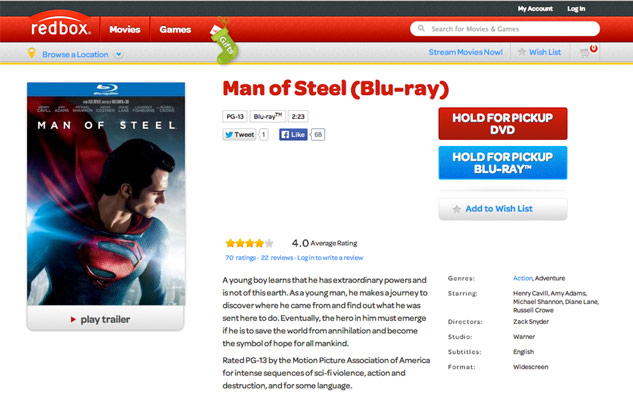 My Account Log In
redbox. Movies Games Gifts Search for Movies & Games
Browse a Location Stream Movies Now! Wish List 0
Man of Steel (Blu-ray)
PG-13 Blu-ray™ 2:23
Tweet 1 Like 68
HOLD FOR PICKUP
DVD
HOLD FOR PICKUP
BLU-RAY™
Add to Wish List
Blu-ray
MAN OF STEEL
play trailer
4.0 Average Rating
70 ratings · 22 reviews · Log in to write a review
A young boy learns that he has extraordinary powers and
is not of this earth. As a young man, he makes a journey to
discover where he came from and find out what he was
sent here to do. Eventually, the hero in him must emerge
if he is to save the world from annihilation and become
the symbol of hope for all mankind.
Rated PG-13 by the Motion Picture Association of America
for intense sequences of sci-fi violence, action and
destruction, and for some language.
Genres: Action, Adventure
Starring: Henry Cavill, Amy Adams,
Michael Shannon, Diane Lane,
Russell Crowe
Directors: Zack Snyder
Studio: Warner
Subtitles: English
Format: Widescreen